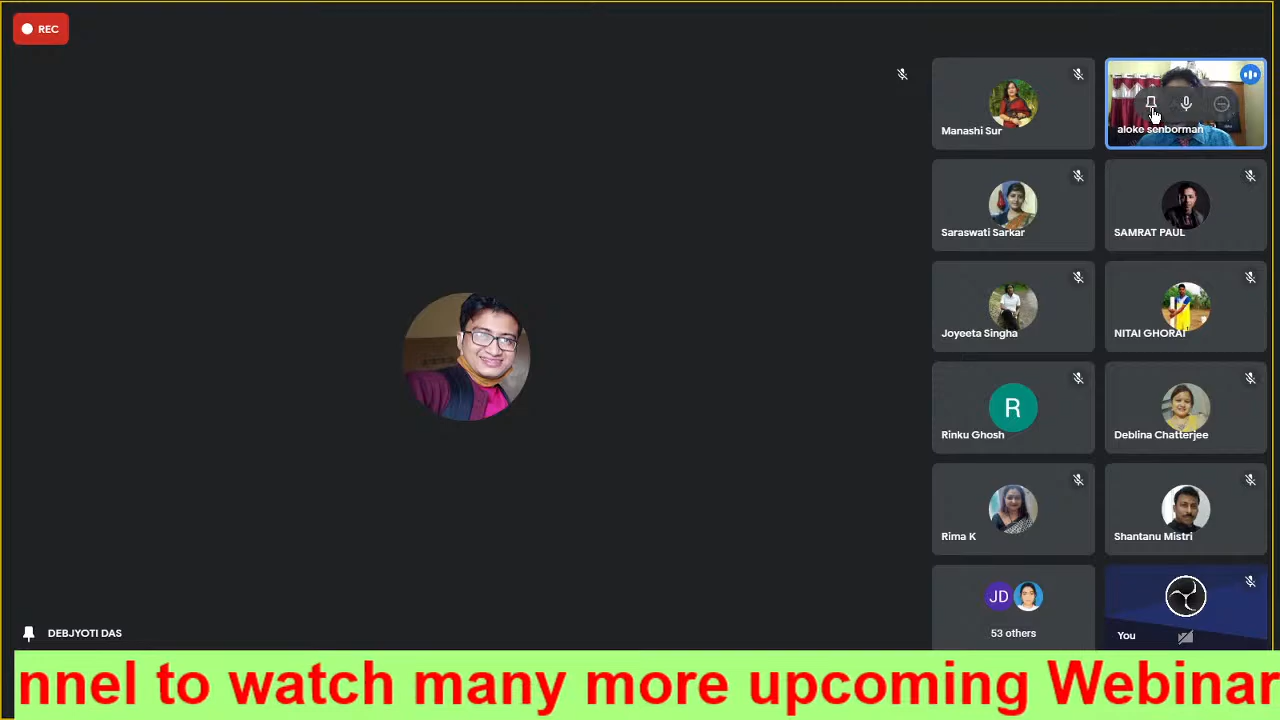 REC
Manashi Sur
aloke senborman
Saraswati Sarkar
SAMRAT PAUL
Joyeeta Singha
NITAI GHORAI
R
Rinku Ghosh
Deblina Chatterjee
Rima K
Shantanu Mistri
JD
53 others
You
DEBJYOTI DAS
nnel to watch many more upcoming Webinar